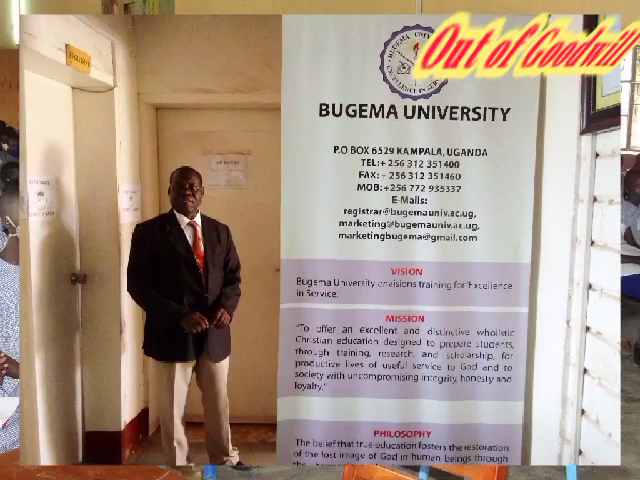 Out of Goodwill
BUGEMA UNIVERSITY
P.O BOX 6529 KAMPALA, UGANDA
TEL:+ 256 312 351400
FAX: + 256 312 351460
MOB:+256 772 935337
E-Mails:
registrar@bugemauniv.ac.ug,
marketing@bugemauniv.ac.ug,
marketingbugema@gmail.com
VISION
Bugema University envisions training for 'Excellence
in Service.'
MISSION
"To offer an excellent and distinctive wholistic
Christian education designed to prepare students,
through training, research, and scholarship, for
productive lives of useful service to God and to
society with uncompromising integrity, honesty and
loyalty."
PHILOSOPHY
The belief that true education fosters the restoration
of the lost image of God in human beings through